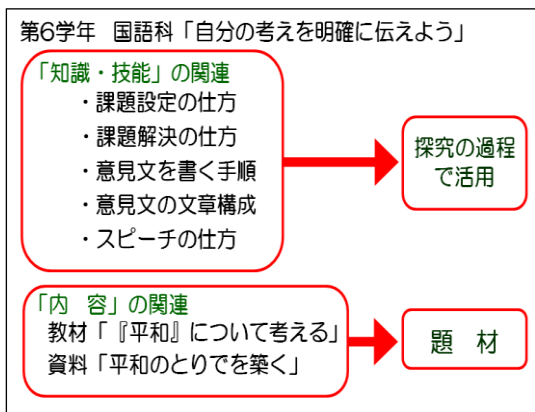 第6学年 国語科「自分の考えを明確に伝えよう」
「知識・技能」の関連
・課題設定の仕方
・課題解決の仕方
・意見文を書く手順
・意見文の文章構成
・スピーチの仕方
探究の過程
で活用
「内 容」の関連
教材「『平和』について考える」
資料「平和のとりでを築く」
題 材